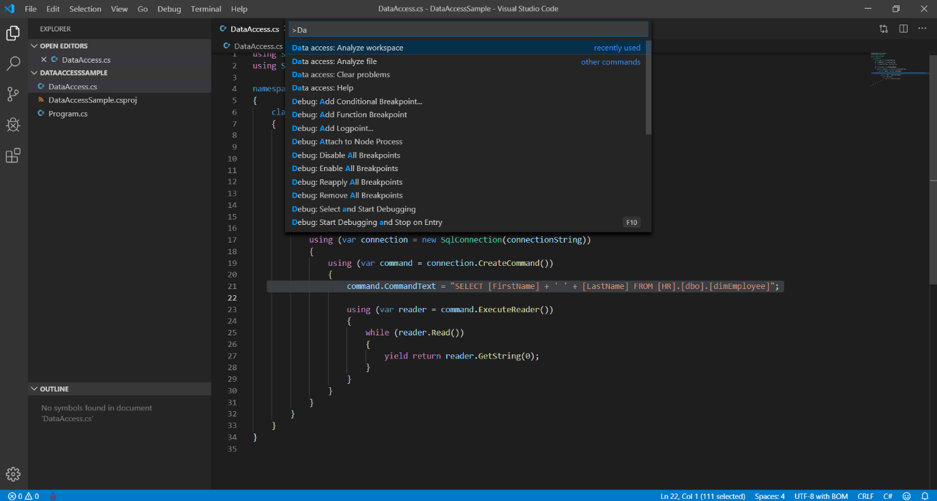 File Edit Selection View Go Debug Terminal Help
DataAccess.cs - DataAccessSample - Visual Studio Code
EXPLORER
OPEN EDITORS
DataAccess.cs
DATAACCESSSAMPLE
DataAccess.cs
DataAccessSample.csproj
Program.cs
OUTLINE
No symbols found in document
'DataAccess.cs'
DataAccess.cs
>Da
DataAccess.cs
Data access: Analyze workspace recently used
Data access: Analyze file other commands
Data access: Clear problems
Data access: Help
Debug: Add Conditional Breakpoint...
Debug: Add Function Breakpoint
Debug: Add Logpoint...
Debug: Attach to Node Process
Debug: Disable All Breakpoints
Debug: Enable All Breakpoints
Debug: Reapply All Breakpoints
Debug: Remove All Breakpoints
Debug: Select and Start Debugging
Debug: Start Debugging and Stop on Entry F10
1 using
2 using
3
4 namespa
5 {
6 cla
7 {
8
9
10
11
12
13
14
15
16
17 using (var connection = new SqlConnection(connectionString))
18 {
19 using (var command = connection.CreateCommand())
20 {
21 command.CommandText = "SELECT [FirstName] + ' ' + [LastName] FROM [HR].[dbo].[dimEmployee]";
22
23 using (var reader = command.ExecuteReader())
24 {
25 while (reader.Read())
26 {
27 yield return reader.GetString(0);
28 }
29 }
30 }
31 }
32 }
33 }
34 }
35
0 0
Ln 22, Col 1 (111 selected) Spaces: 4 UTF-8 with BOM CRLF C#